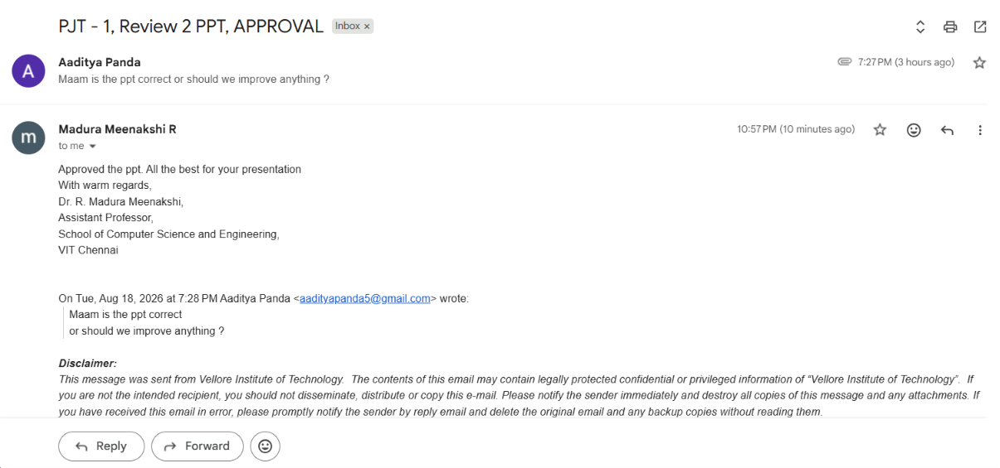 PJT - 1, Review 2 PPT, APPROVAL Inbox ×
A
Aaditya Panda
7:27 PM (3 hours ago)
Maam is the ppt correct or should we improve anything ?
m
Madura Meenakshi R
10:57 PM (10 minutes ago)
to me
Approved the ppt. All the best for your presentation
With warm regards,
Dr. R. Madura Meenakshi,
Assistant Professor,
School of Computer Science and Engineering,
VIT Chennai
On Tue, Aug 18, 2026 at 7:28 PM Aaditya Panda <aadityapanda5@gmail.com> wrote:
Maam is the ppt correct
or should we improve anything ?
Disclaimer:
This message was sent from Vellore Institute of Technology.  The contents of this email may contain legally protected confidential or privileged information of “Vellore Institute of Technology”.  If
you are not the intended recipient, you should not disseminate, distribute or copy this e-mail. Please notify the sender immediately and destroy all copies of this message and any attachments. If
you have received this email in error, please promptly notify the sender by reply email and delete the original email and any backup copies without reading them.
Reply
Forward